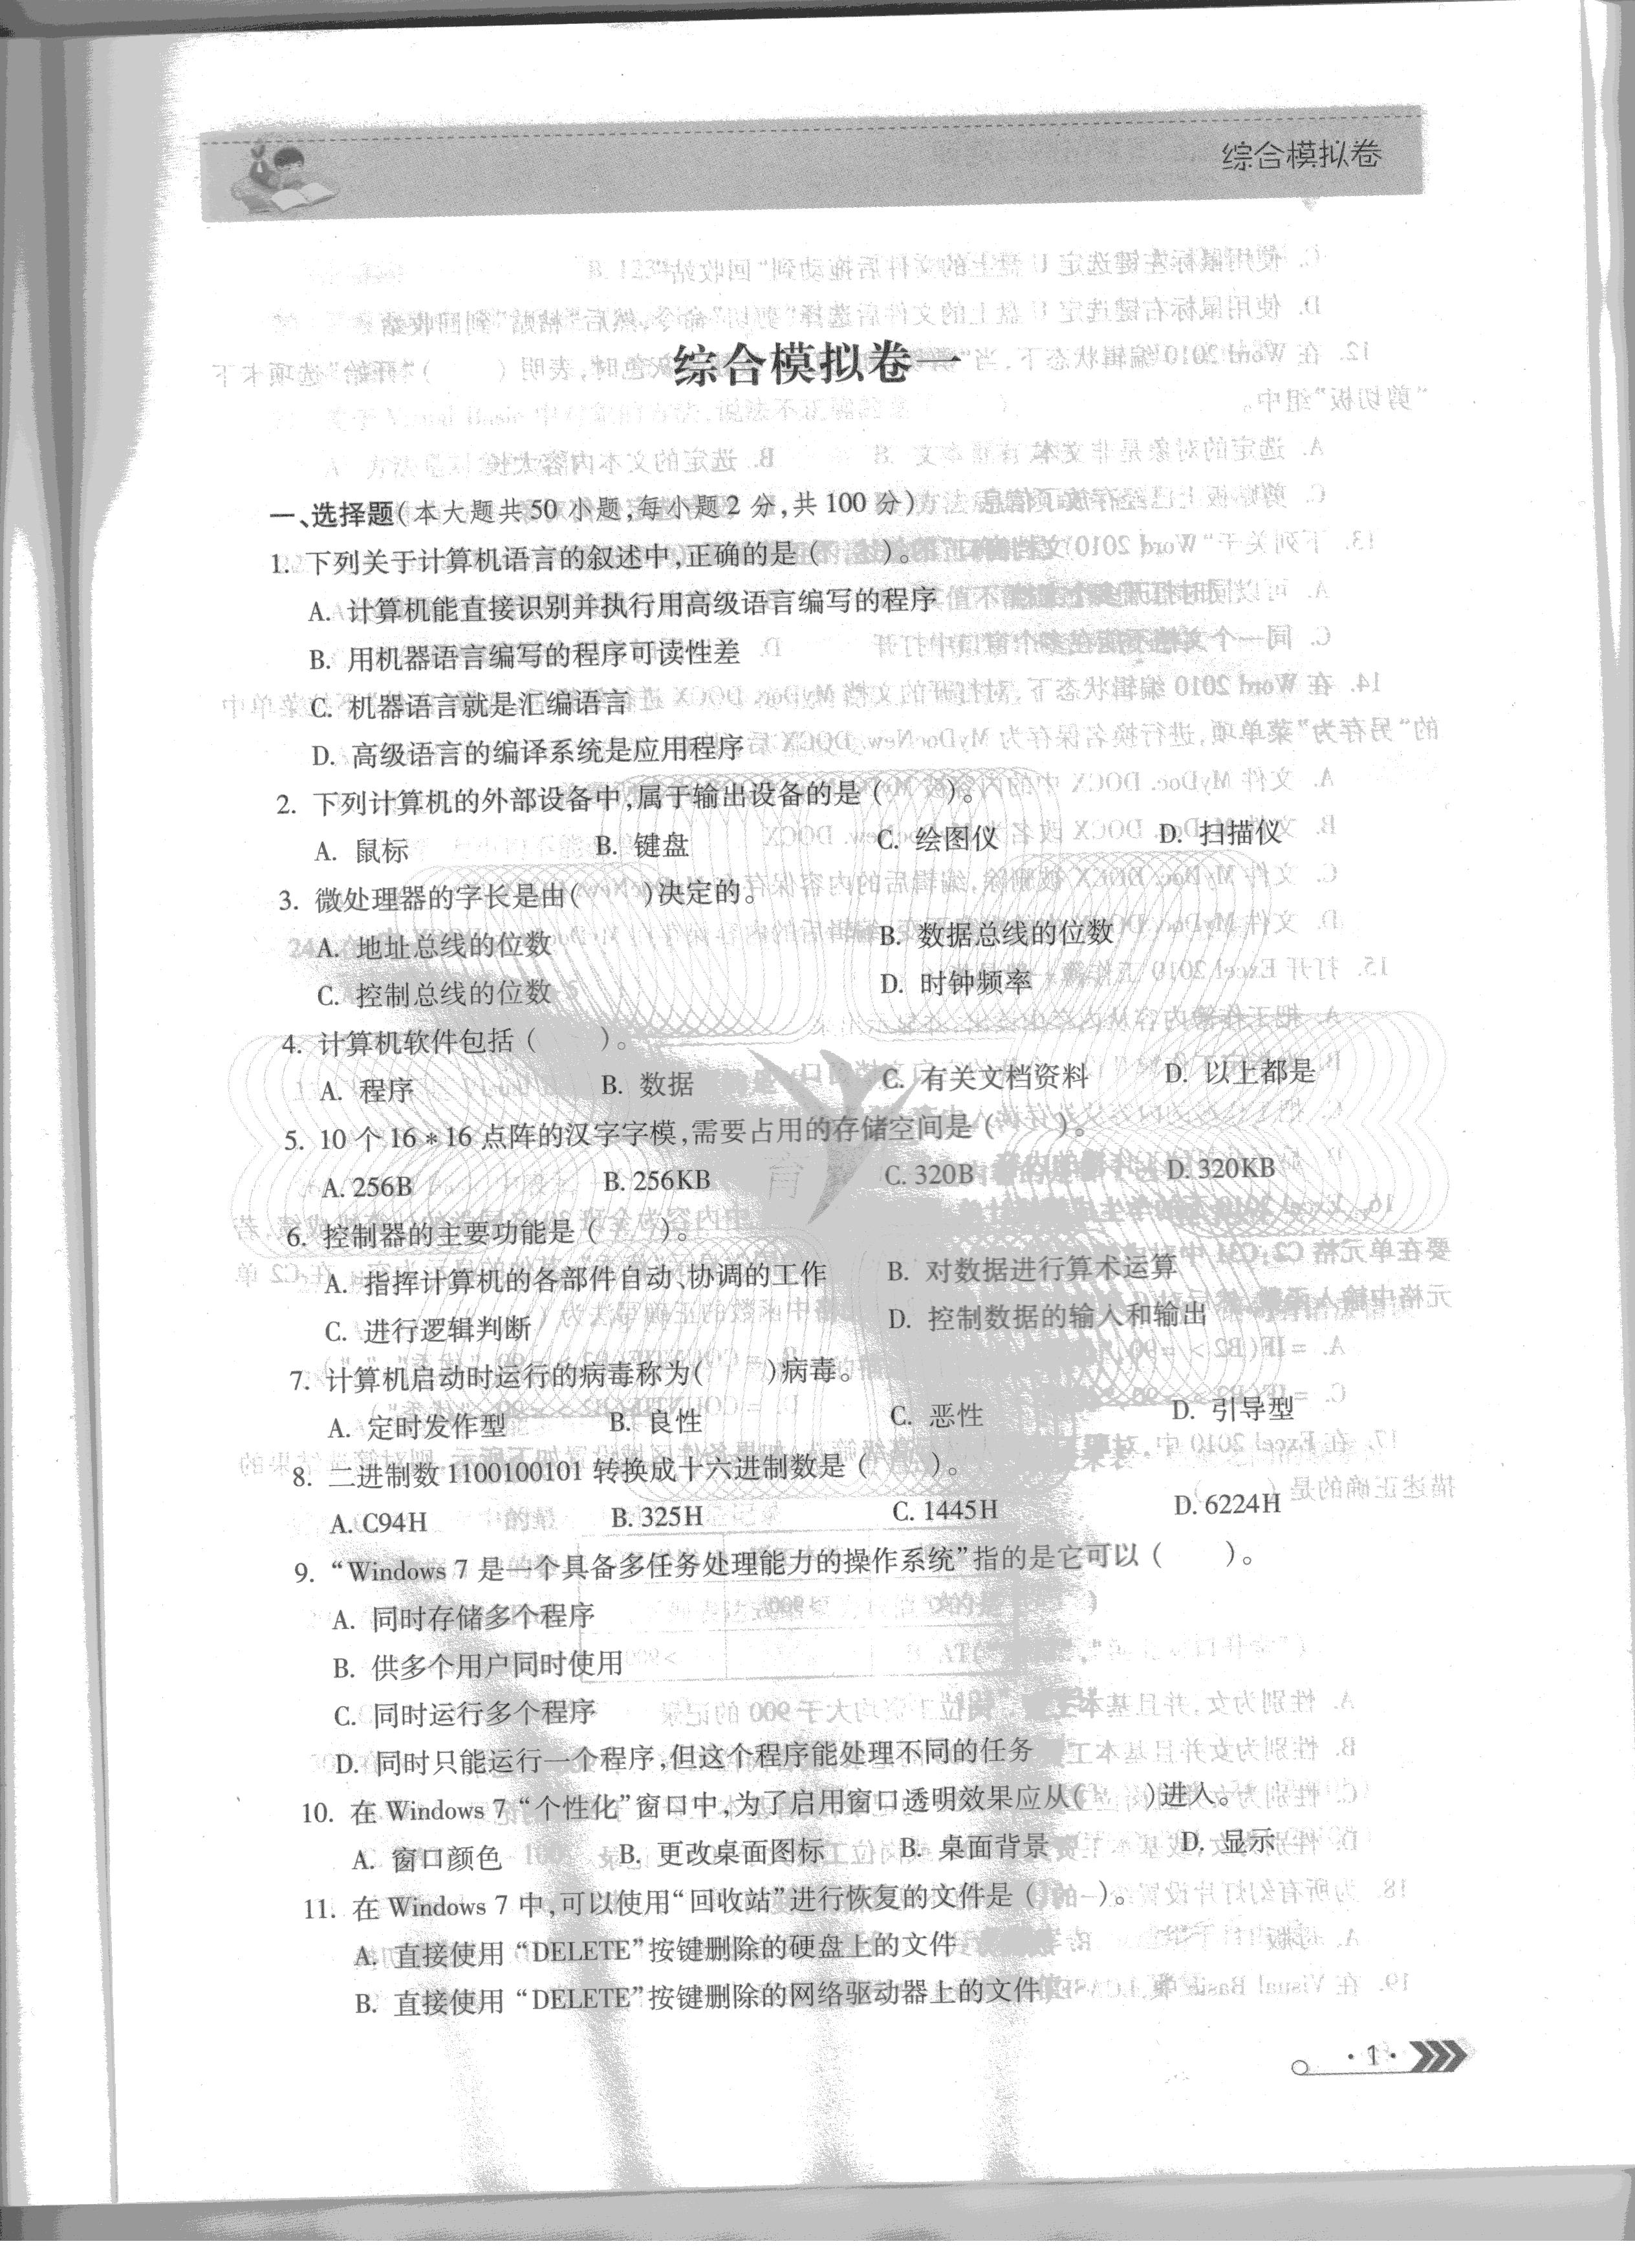 综合模拟卷
综合模拟卷一
一、选择题(本大题共50小题,每小题2分,共100分)
1. 下列关于计算机语言的叙述中,正确的是(　　)。
A. 计算机能直接识别并执行用高级语言编写的程序
B. 用机器语言编写的程序可读性差
C. 机器语言就是汇编语言
D. 高级语言的编译系统是应用程序
2. 下列计算机的外部设备中,属于输出设备的是(　　)。
A. 鼠标　　B. 键盘　　C. 绘图仪　　D. 扫描仪
3. 微处理器的字长是由(　　)决定的。
A. 地址总线的位数　　B. 数据总线的位数
C. 控制总线的位数　　D. 时钟频率
4. 计算机软件包括(　　)。
A. 程序　　B. 数据　　C. 有关文档资料　　D. 以上都是
5. 10个16*16点阵的汉字字模,需要占用的存储空间是(　　)。
A. 256B　　B. 256KB　　C. 320B　　D. 320KB
6. 控制器的主要功能是(　　)。
A. 指挥计算机的各部件自动、协调的工作　　B. 对数据进行算术运算
C. 进行逻辑判断　　D. 控制数据的输入和输出
7. 计算机启动时运行的病毒称为(　　)病毒。
A. 定时发作型　　B. 良性　　C. 恶性　　D. 引导型
8. 二进制数1100100101转换成十六进制数是(　　)。
A. C94H　　B. 325H　　C. 1445H　　D. 6224H
9. “Windows 7是一个具备多任务处理能力的操作系统”指的是它可以(　　)。
A. 同时存储多个程序
B. 供多个用户同时使用
C. 同时运行多个程序
D. 同时只能运行一个程序,但这个程序能处理不同的任务
10. 在Windows 7“个性化”窗口中,为了启用窗口透明效果应从(　　)进入。
A. 窗口颜色　　B. 更改桌面图标　　C. 桌面背景　　D. 显示
11. 在Windows 7中,可以使用“回收站”进行恢复的文件是(　　)。
A. 直接使用“DELETE”按键删除的硬盘上的文件
B. 直接使用“DELETE”按键删除的网络驱动器上的文件
·1·